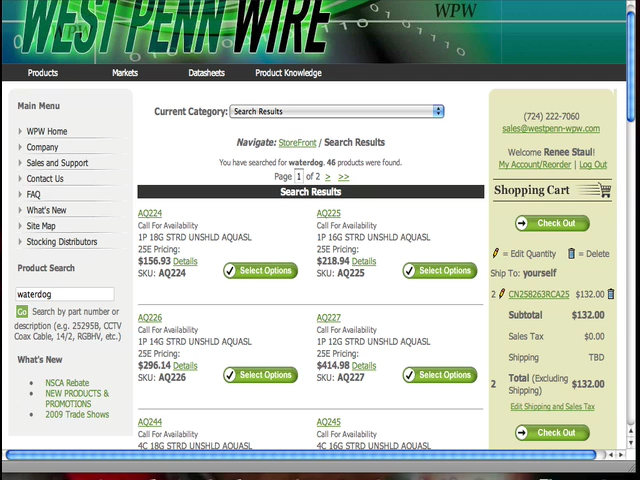 WEST PENN WIRE
WPW
Products
Markets
Datasheets
Product Knowledge
Main Menu
WPW Home
Company
Sales and Support
Contact Us
FAQ
What's New
Site Map
Stocking Distributors
Product Search
waterdog
Go Search by part number or
description (e.g. 25295B, CCTV
Coax Cable, 14/2, RGBHV, etc.)
What's New
NSCA Rebate
NEW PRODUCTS &
PROMOTIONS
2009 Trade Shows
Current Category: Search Results
Navigate: StoreFront / Search Results
You have searched for waterdog. 46 products were found.
Page 1 of 2 > >>
Search Results
AQ224
Call For Availability
1P 18G STRD UNSHLD AQUASL
25E Pricing:
$156.93 Details
SKU: AQ224
Select Options
AQ225
Call For Availability
1P 16G STRD UNSHLD AQUASL
25E Pricing:
$218.94 Details
SKU: AQ225
Select Options
AQ226
Call For Availability
1P 14G STRD UNSHLD AQUASL
25E Pricing:
$296.14 Details
SKU: AQ226
Select Options
AQ227
Call For Availability
1P 12G STRD UNSHLD AQUASL
25E Pricing:
$414.98 Details
SKU: AQ227
Select Options
AQ244
Call For Availability
4C 18G STRD UNSHLD AQUASL
AQ245
Call For Availability
4C 16G STRD UNSHLD AQUASL
(724) 222-7060
sales@westpenn-wpw.com
Welcome Renee Staul!
My Account/Reorder | Log Out
Shopping Cart
Check Out
= Edit Quantity = Delete
Ship To: yourself
2 CN258263RCA25 $132.00
Subtotal $132.00
Sales Tax $0.00
Shipping TBD
2 Total (Excluding Shipping) $132.00
Edit Shipping and Sales Tax
Check Out